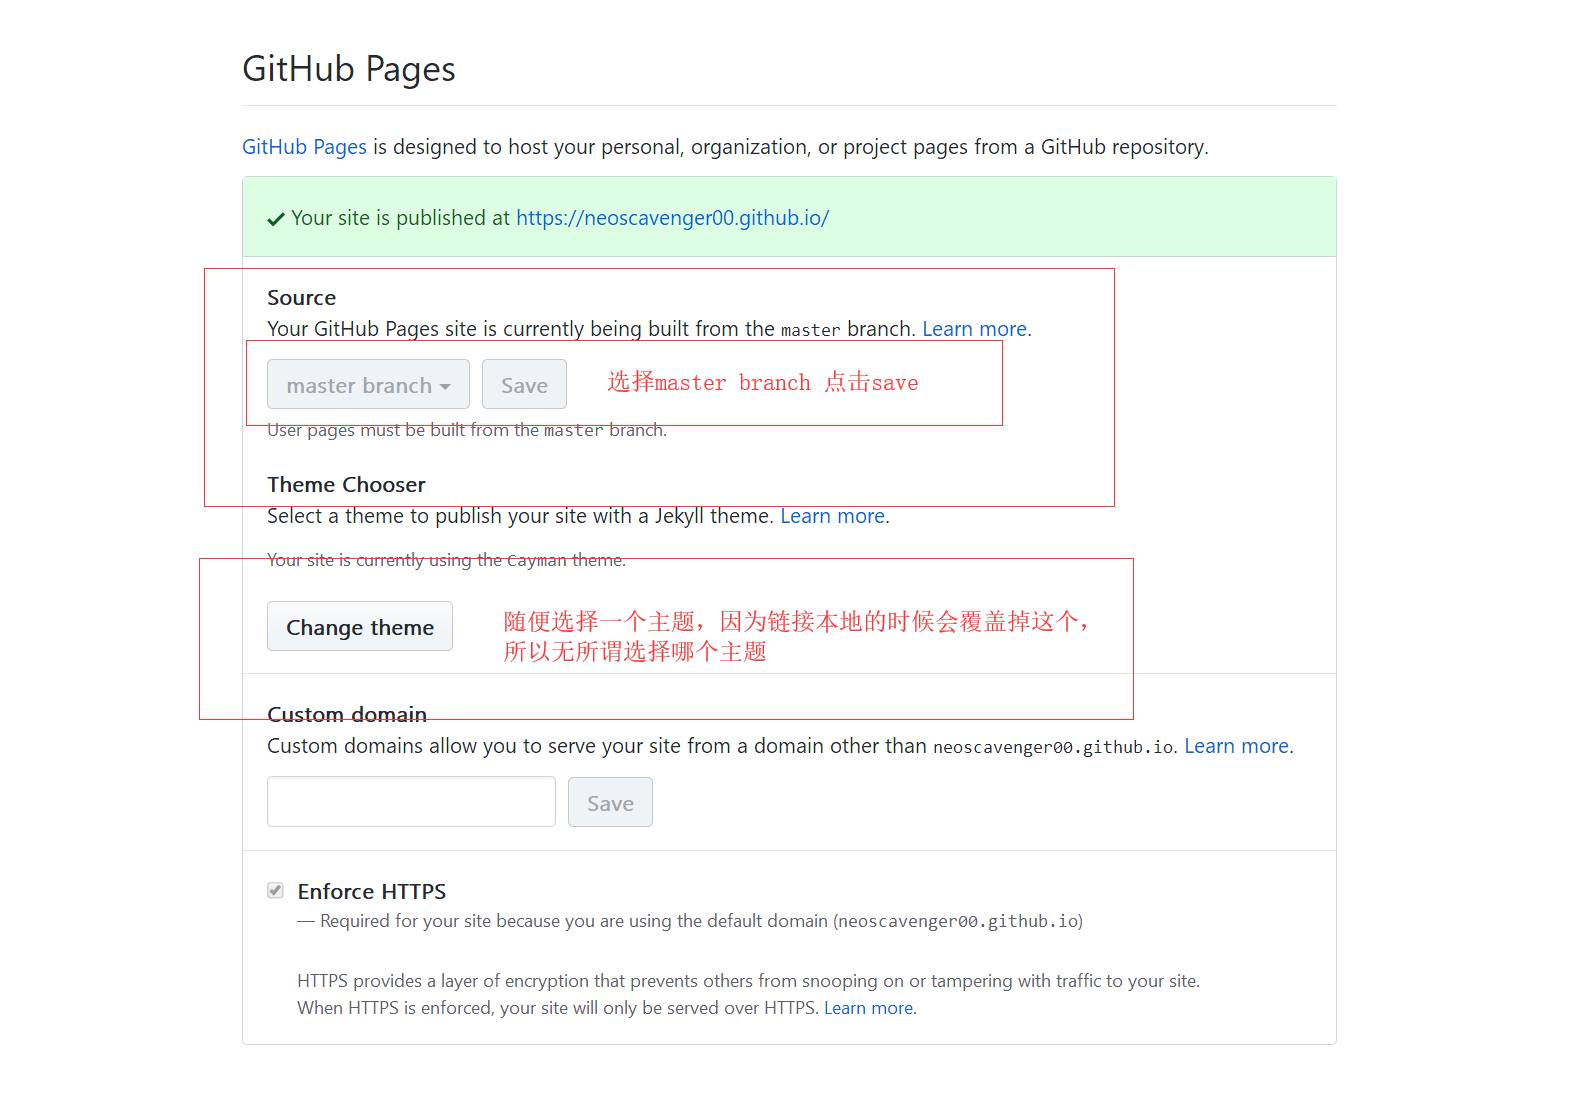 GitHub Pages
GitHub Pages is designed to host your personal, organization, or project pages from a GitHub repository.
Your site is published at https://neoscavenger00.github.io/
Source
Your GitHub Pages site is currently being built from the master branch. Learn more.
master branch Save 选择master branch 点击save
User pages must be built from the master branch.
Theme Chooser
Select a theme to publish your site with a Jekyll theme. Learn more.
Your site is currently using the Cayman theme.
Change theme
随便选择一个主题，因为链接本地的时候会覆盖掉这个，
所以无所谓选择哪个主题
Custom domain
Custom domains allow you to serve your site from a domain other than neoscavenger00.github.io. Learn more.
Save
Enforce HTTPS
— Required for your site because you are using the default domain (neoscavenger00.github.io)
HTTPS provides a layer of encryption that prevents others from snooping on or tampering with traffic to your site.
When HTTPS is enforced, your site will only be served over HTTPS. Learn more.